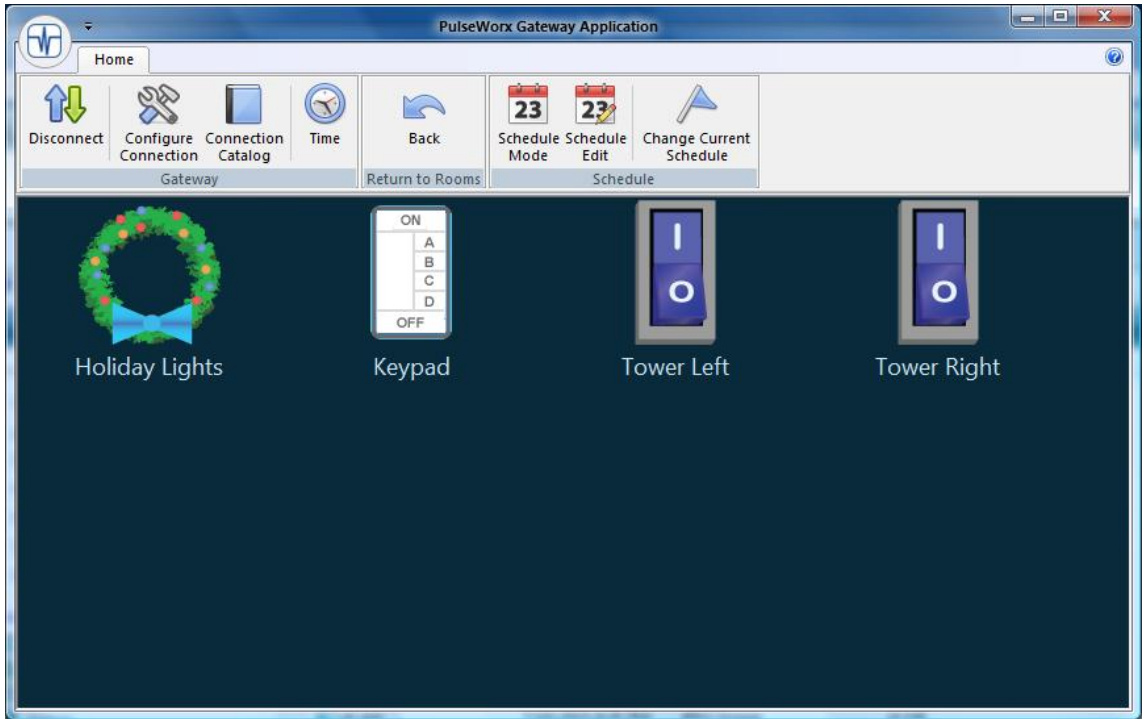 PulseWorx Gateway Application
Home
Disconnect
Configure
Connection
Connection
Catalog
Time
Back
23
Schedule
Mode
23
Schedule
Edit
Change Current
Schedule
Gateway
Return to Rooms
Schedule
ON
A
B
C
D
OFF
I
O
I
O
Holiday Lights
Keypad
Tower Left
Tower Right